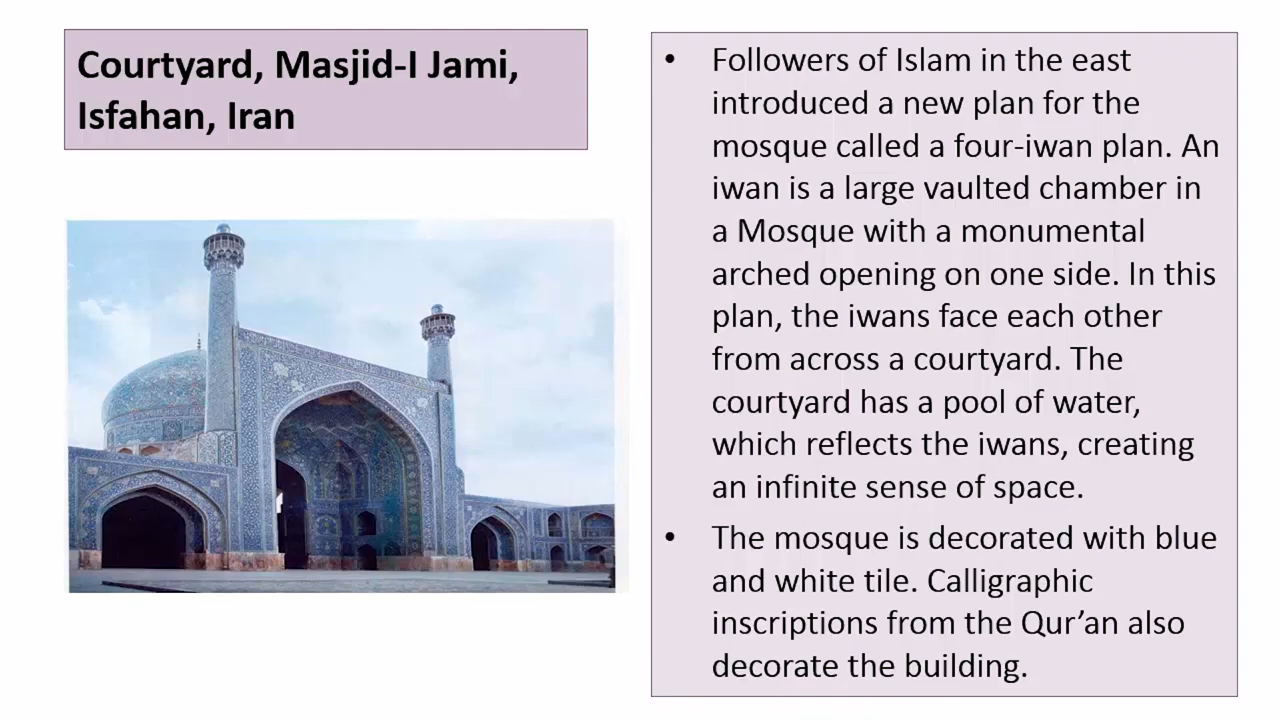 Courtyard, Masjid-I Jami,
Isfahan, Iran
• Followers of Islam in the east
introduced a new plan for the
mosque called a four-iwan plan. An
iwan is a large vaulted chamber in
a Mosque with a monumental
arched opening on one side. In this
plan, the iwans face each other
from across a courtyard. The
courtyard has a pool of water,
which reflects the iwans, creating
an infinite sense of space.
• The mosque is decorated with blue
and white tile. Calligraphic
inscriptions from the Qur’an also
decorate the building.